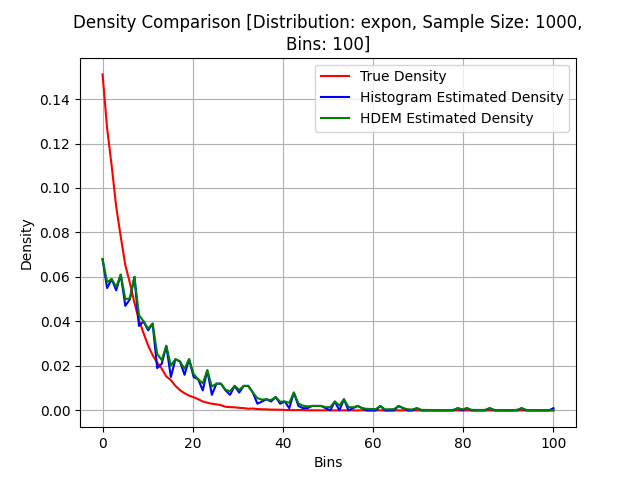 Density Comparison [Distribution: expon, Sample Size: 1000,
Bins: 100]
True Density
Histogram Estimated Density
HDEM Estimated Density
Density
0.14
0.12
0.10
0.08
0.06
0.04
0.02
0.00
0 20 40 60 80 100
Bins